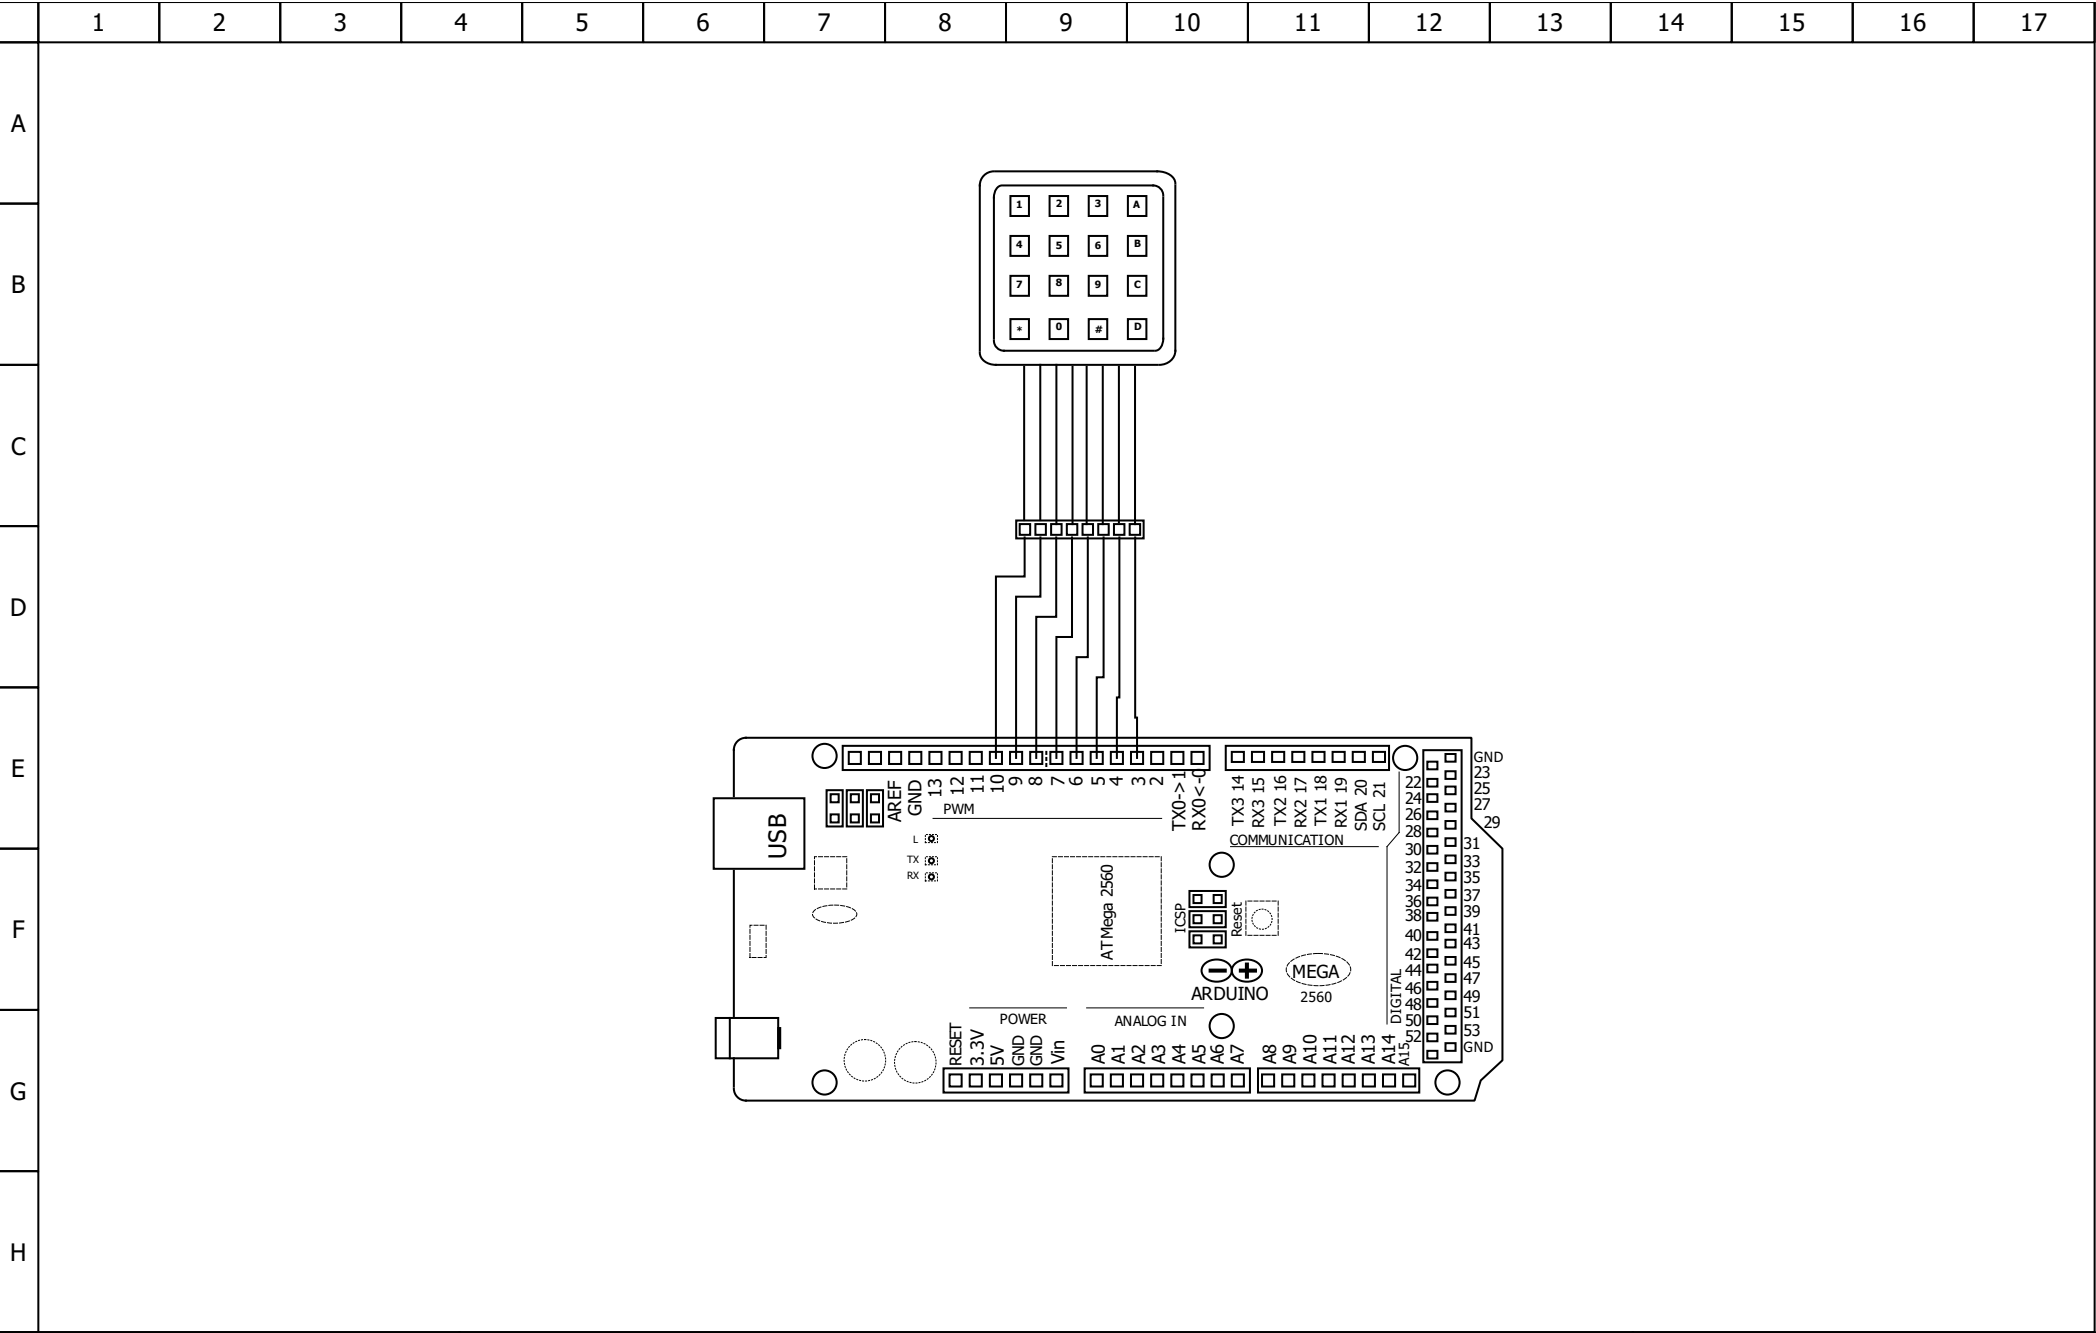 1 2 3 4 5 6 7 8 9 10 11 12 13 14 15 16 17
A
B
C
D
E
F
G
H
1 2 3 A
4 5 6 B
7 8 9 C
* 0 # D
AREF
GND
13
12
11
10
9
8
7
6
5
4
3
2
TX0->1
RX0<-0
PWM
TX3 14
RX3 15
TX2 16
RX2 17
TX1 18
RX1 19
SDA 20
SCL 21
COMMUNICATION
USB
L
TX
RX
ATMega 2560
ICSP
Reset
ARDUINO
MEGA
2560
DIGITAL
22
24
26
28
30
32
34
36
38
40
42
44
46
48
50
52
GND
23
25
27
29
31
33
35
37
39
41
43
45
47
49
51
53
GND
POWER
ANALOG IN
RESET
3.3V
5V
GND
GND
Vin
A0
A1
A2
A3
A4
A5
A6
A7
A8
A9
A10
A11
A12
A13
A14
A15